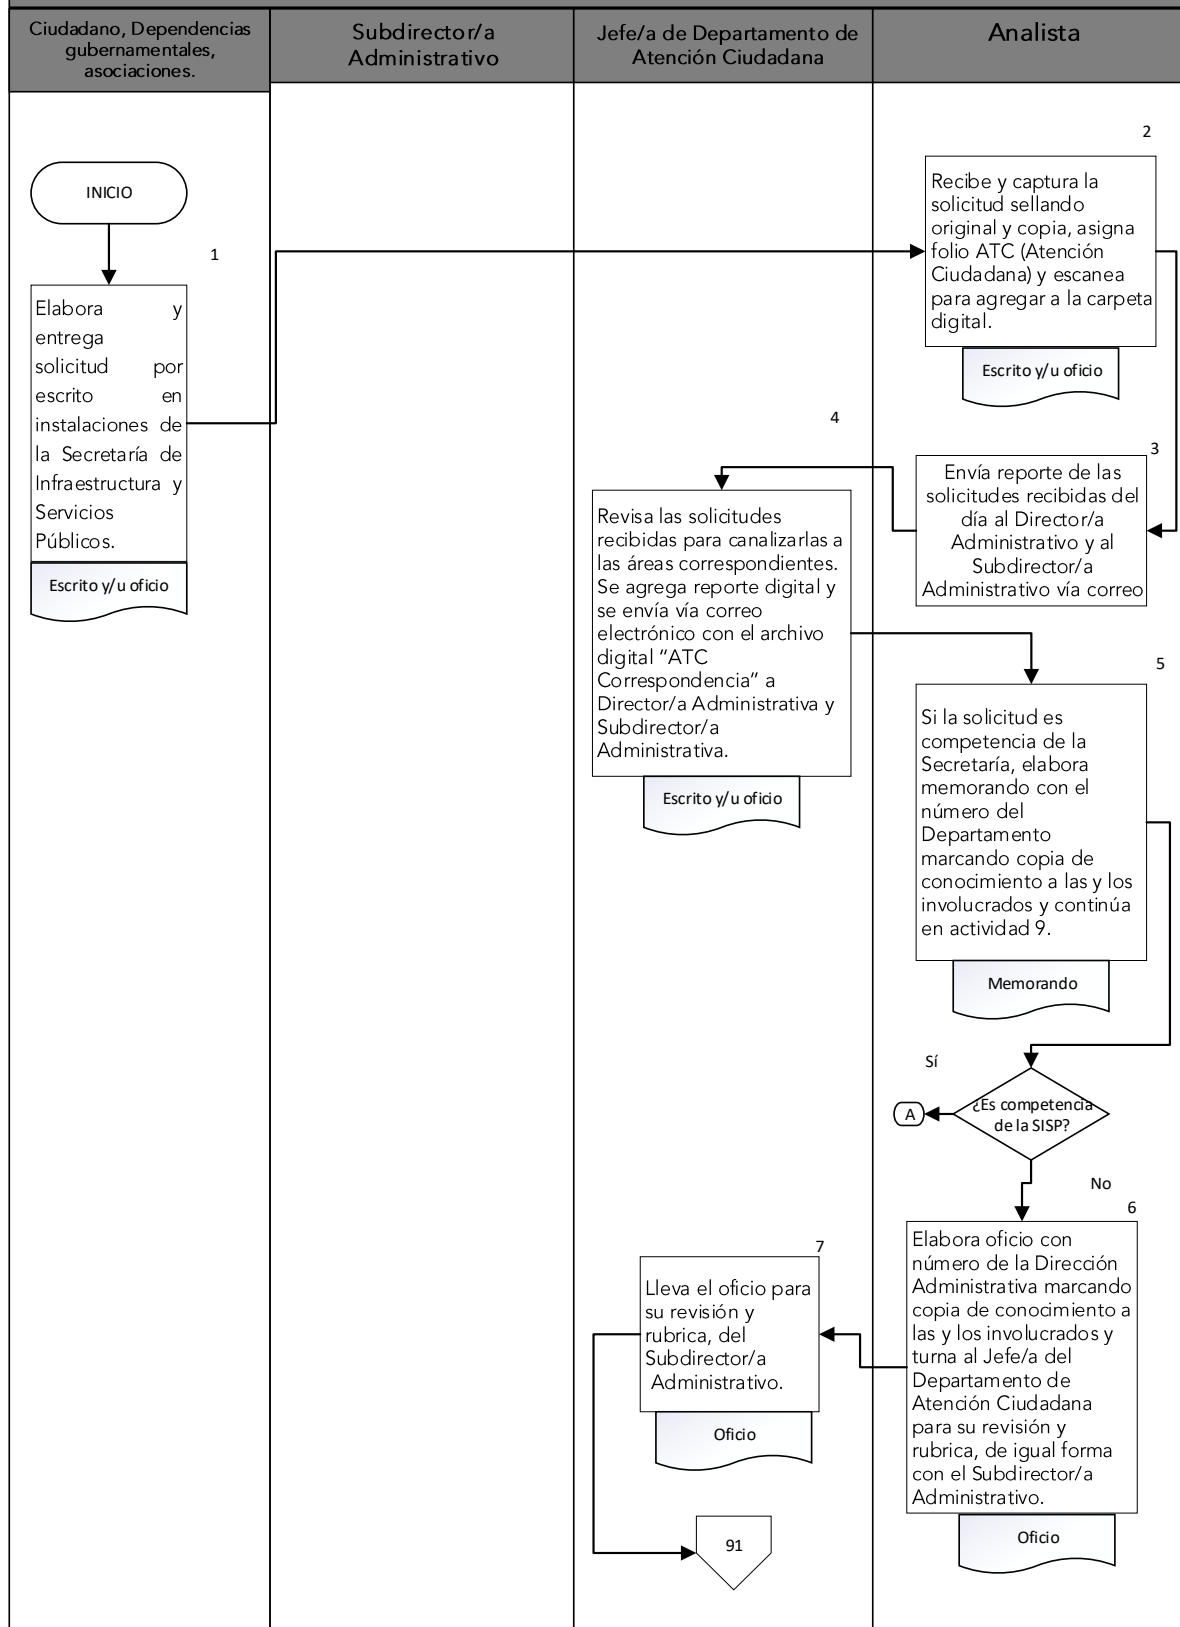 Ciudadano, Dependencias
gubernamentales,
asociaciones.
Subdirector/a
Administrativo
Jefe/a de Departamento de
Atención Ciudadana
Analista
INICIO
1
Elabora y
entrega
solicitud por
escrito en
instalaciones de
la Secretaría de
Infraestructura y
Servicios
Públicos.
Escrito y/u oficio
2
Recibe y captura la
solicitud sellando
original y copia, asigna
folio ATC (Atención
Ciudadana) y escanea
para agregar a la carpeta
digital.
Escrito y/u oficio
3
Envía reporte de las
solicitudes recibidas del
día al Director/a
Administrativo y al
Subdirector/a
Administrativo vía correo
4
Revisa las solicitudes
recibidas para canalizarlas a
las áreas correspondientes.
Se agrega reporte digital y
se envía vía correo
electrónico con el archivo
digital “ATC
Correspondencia” a
Director/a Administrativa y
Subdirector/a
Administrativa.
Escrito y/u oficio
5
Si la solicitud es
competencia de la
Secretaría, elabora
memorando con el
número del
Departamento
marcando copia de
conocimiento a las y los
involucrados y continúa
en actividad 9.
Memorando
Sí
A
¿Es competencia
de la SISP?
No
6
Elabora oficio con
número de la Dirección
Administrativa marcando
copia de conocimiento a
las y los involucrados y
turna al Jefe/a del
Departamento de
Atención Ciudadana
para su revisión y
rubrica, de igual forma
con el Subdirector/a
Administrativo.
Oficio
7
Lleva el oficio para
su revisión y
rubrica, del
Subdirector/a
Administrativo.
Oficio
91